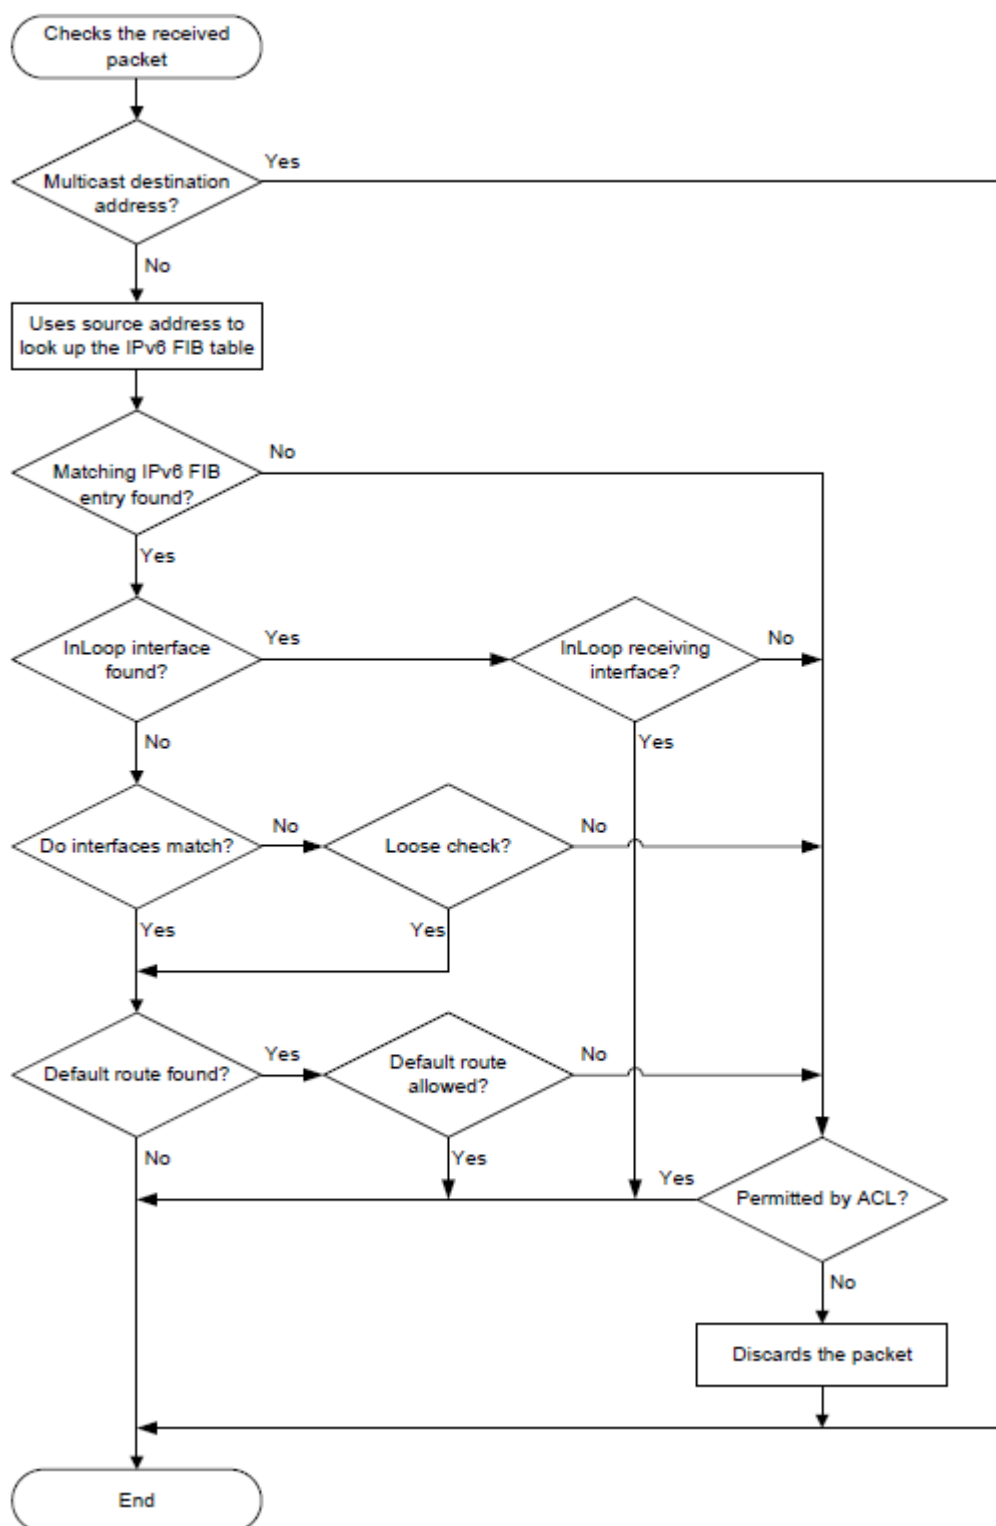 Checks the received
packet
Yes
Multicast destination
address?
No
Uses source address to
look up the IPv6 FIB table
No
Matching IPv6 FIB
entry found?
Yes
InLoop interface
found?
Yes
InLoop receiving
interface?
No
No
Yes
Do interfaces match?
No
Loose check?
No
Yes
Yes
Default route found?
Yes
Default route
allowed?
No
No
Yes
Yes
Permitted by ACL?
No
Discards the packet
End